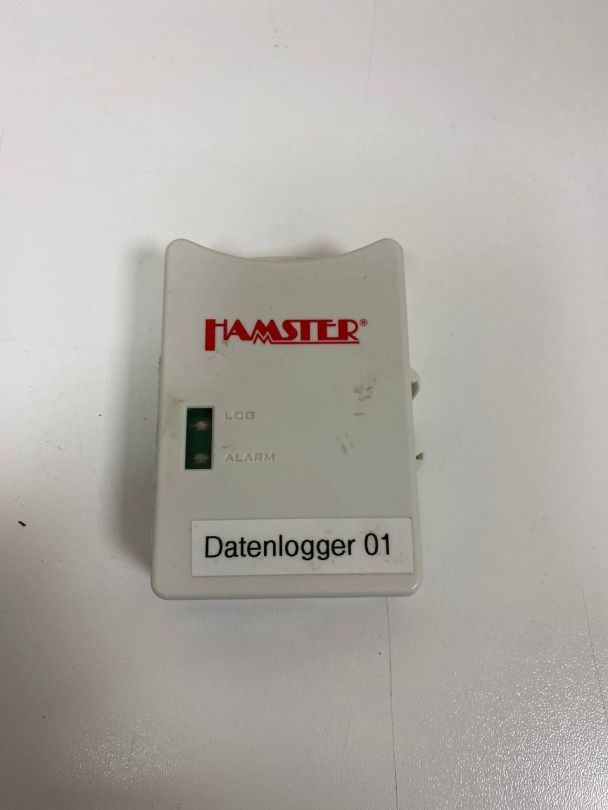 HAMSTER®
LOG
ALARM
Datenlogger 01